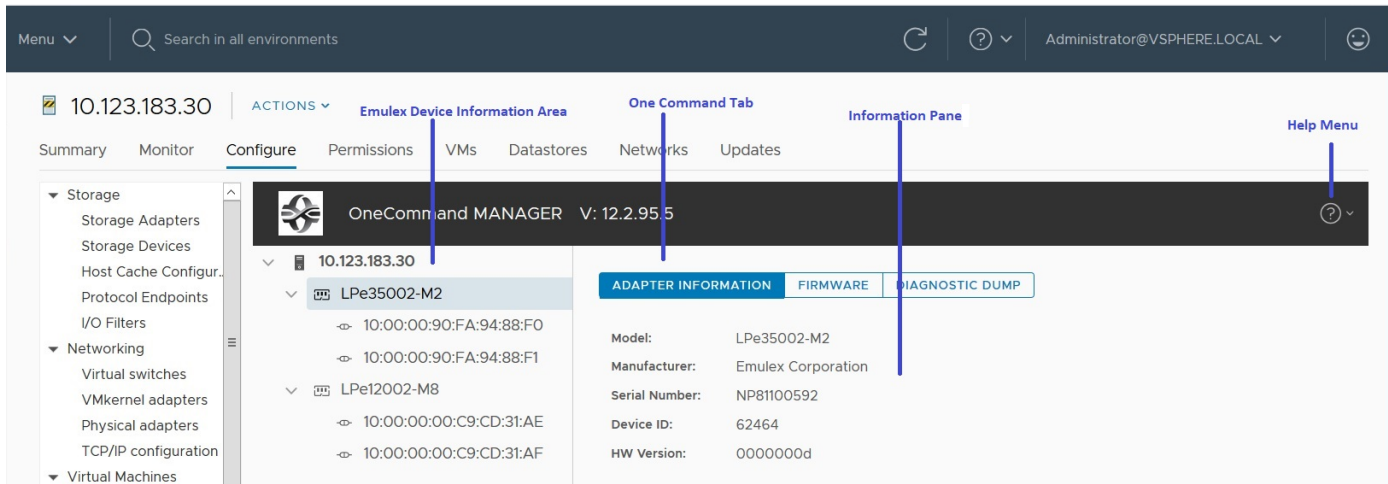 Menu
Search in all environments
Administrator@VSPHERE.LOCAL
10.123.183.30
ACTIONS
Emulex Device Information Area
One Command Tab
Information Pane
Help Menu
Summary
Monitor
Configure
Permissions
VMs
Datastores
Networks
Updates
Storage
Storage Adapters
Storage Devices
Host Cache Configur..
Protocol Endpoints
I/O Filters
Networking
Virtual switches
VMkernel adapters
Physical adapters
TCP/IP configuration
Virtual Machines
OneCommand MANAGER V: 12.2.95.5
10.123.183.30
LPe35002-M2
10:00:00:90:FA:94:88:F0
10:00:00:90:FA:94:88:F1
LPe12002-M8
10:00:00:00:C9:CD:31:AE
10:00:00:00:C9:CD:31:AF
ADAPTER INFORMATION
FIRMWARE
DIAGNOSTIC DUMP
Model: LPe35002-M2
Manufacturer: Emulex Corporation
Serial Number: NP81100592
Device ID: 62464
HW Version: 0000000d